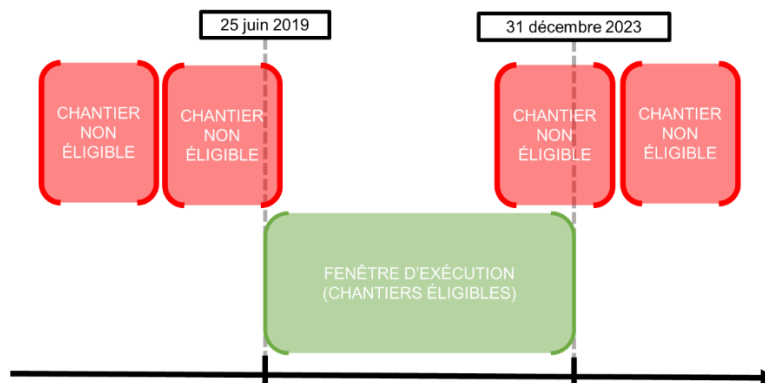 25 juin 2019
31 décembre 2023
CHANTIER
NON
ÉLIGIBLE
CHANTIER
NON
ÉLIGIBLE
CHANTIER
NON
ÉLIGIBLE
CHANTIER
NON
ÉLIGIBLE
FENÊTRE D'EXÉCUTION
(CHANTIERS ÉLIGIBLES)